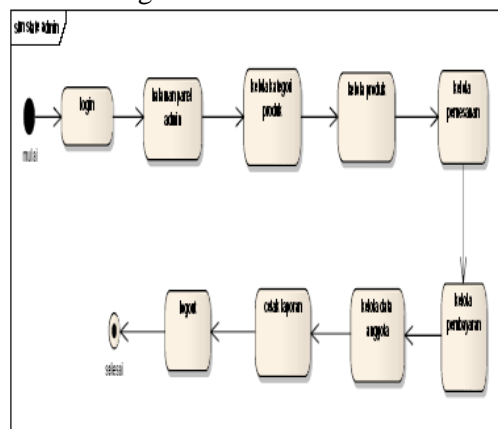 stm state admin
mulai
login
halaman panel
admin
kelola kategori
produk
kelola produk
kelola
pemesanan
kelola
pembayaran
kelola data
anggota
cetak laporan
logout
selesai